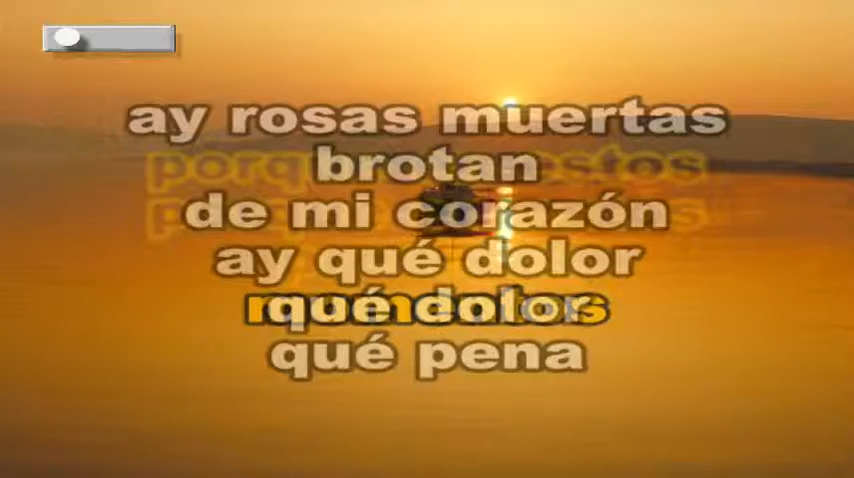 ay rosas muertas
brotan
de mi corazón
ay qué dolor
qué dolor
qué pena